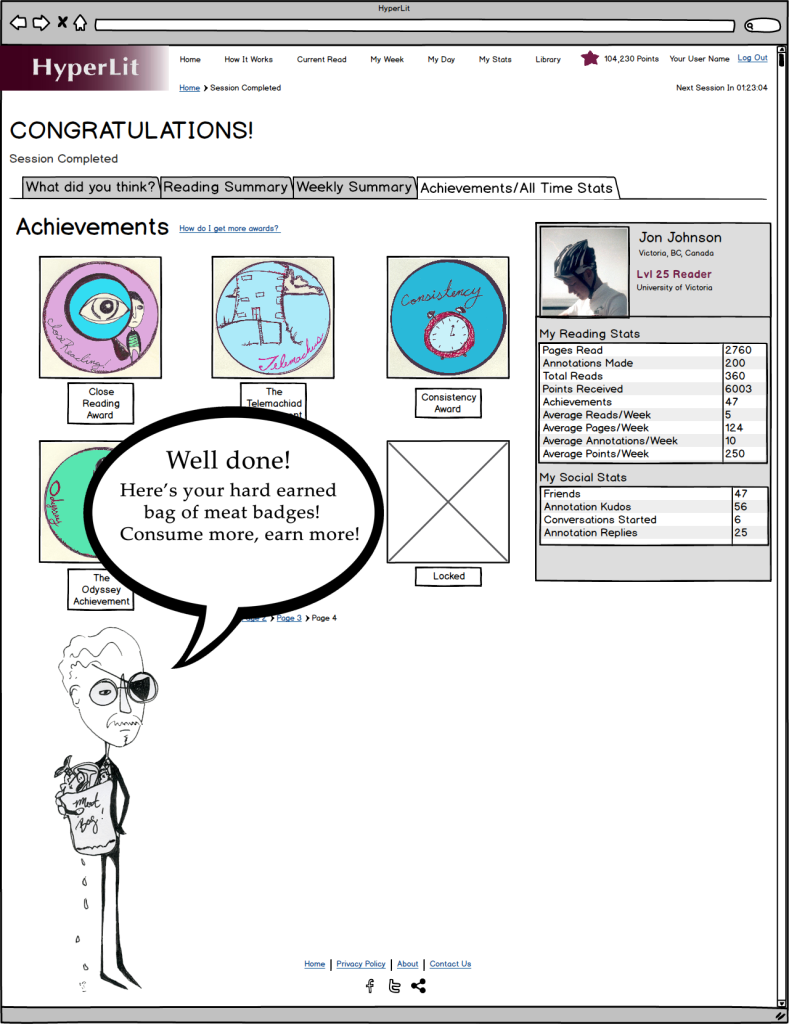 HyperLit
HyperLit
Home How It Works Current Read My Week My Day My Stats Library 104,230 Points Your User Name Log Out
Home Session Completed Next Session In 01:23:04
CONGRATULATIONS!
Session Completed
What did you think? Reading Summary Weekly Summary Achievements/All Time Stats
Achievements How do I get more awards?
Close Reading!
Telemachus
Consistency
Close
Reading
Award
The
Telemachiad
Consistency
Award
Odyssey
The
Odyssey
Achievement
Locked
Page 2 Page 3 Page 4
Well done!
Here's your hard earned
bag of meat badges!
Consume more, earn more!
Meat
Bag!
Jon Johnson
Victoria, BC, Canada
Lvl 25 Reader
University of Victoria
My Reading Stats
Pages Read 2760
Annotations Made 200
Total Reads 360
Points Received 6003
Achievements 47
Average Reads/Week 5
Average Pages/Week 124
Average Annotations/Week 10
Average Points/Week 250
My Social Stats
Friends 47
Annotation Kudos 56
Conversations Started 6
Annotation Replies 25
Home | Privacy Policy | About | Contact Us